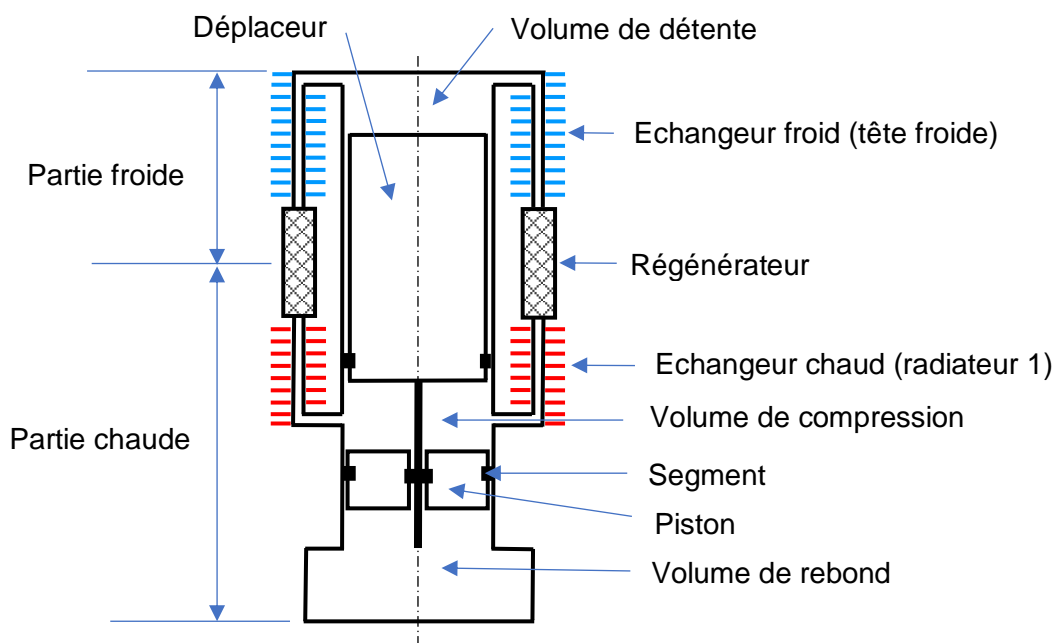 Déplaceur
Volume de détente
Echangeur froid (tête froide)
Partie froide
Régénérateur
Echangeur chaud (radiateur 1)
Volume de compression
Partie chaude
Segment
Piston
Volume de rebond